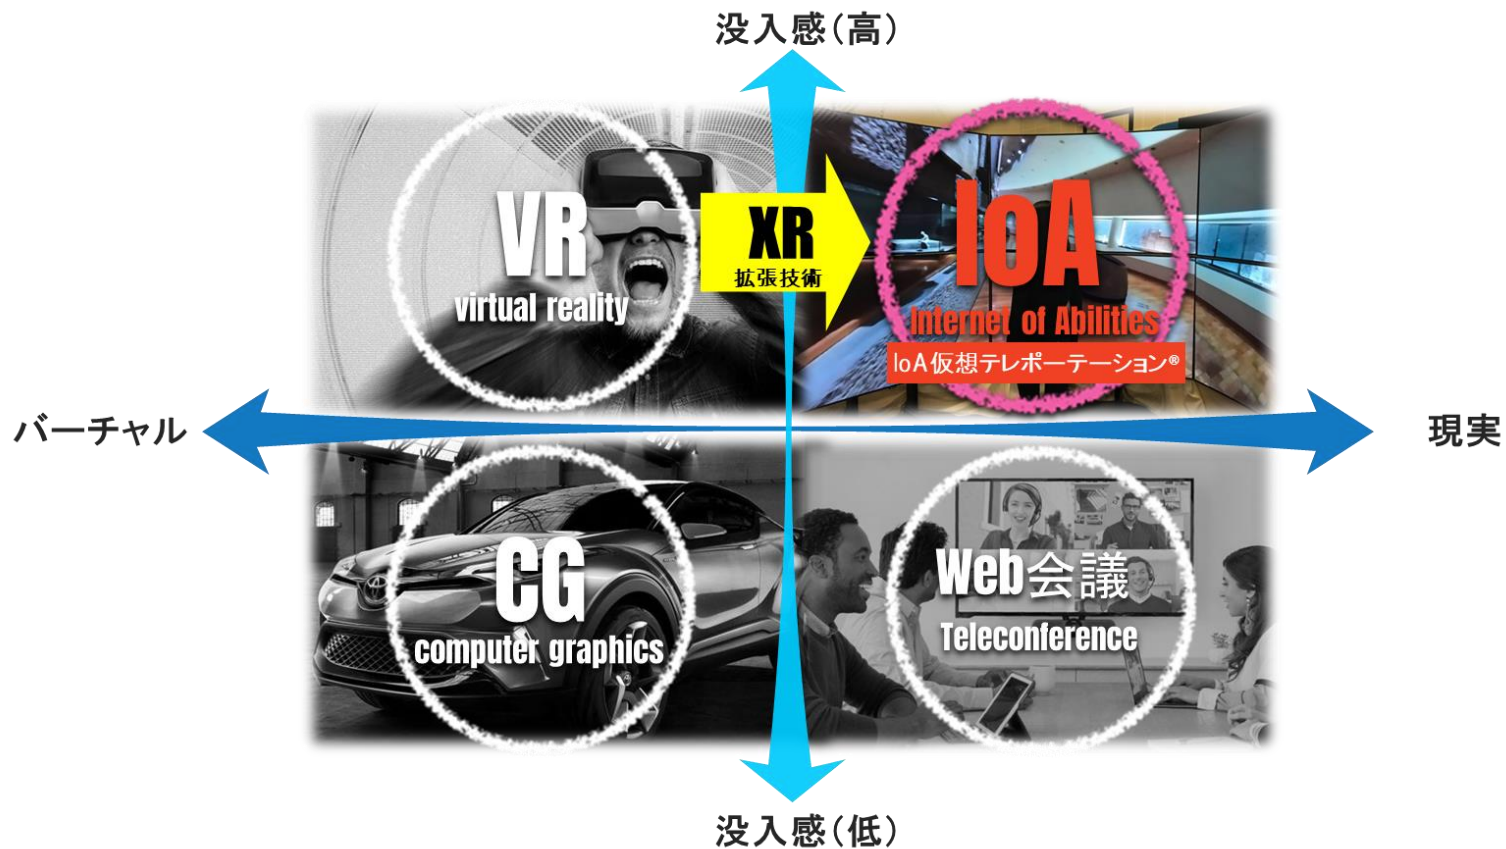 没入感（高）
VR
virtual reality
XR
拡張技術
IoA
Internet of Abilities
IoA仮想テレポーテーション®
バーチャル
現実
CG
computer graphics
Web会議
Teleconference
没入感（低）